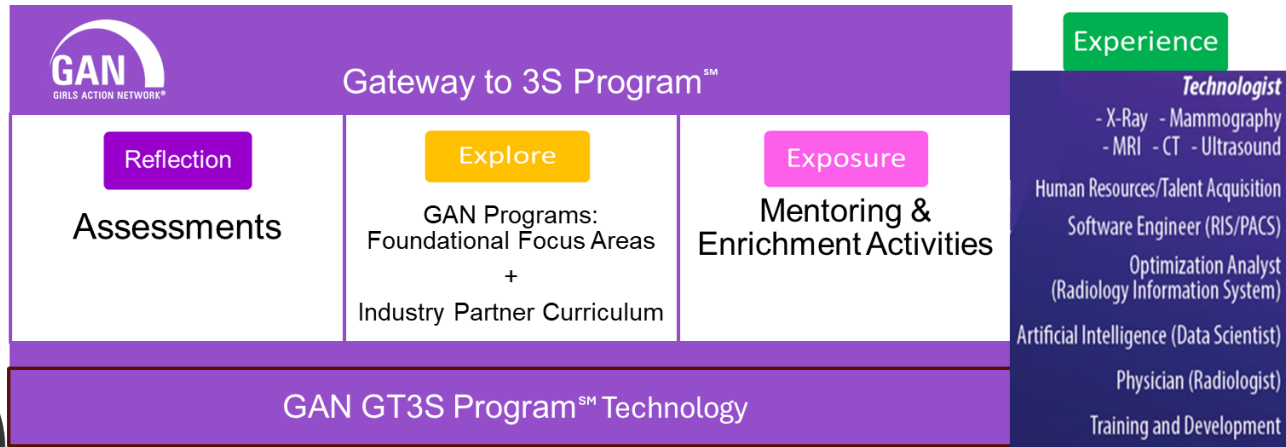 GAN
GIRLS ACTION NETWORK®
Gateway to 3S Program℠
Reflection
Assessments
Explore
GAN Programs:
Foundational Focus Areas
+
Industry Partner Curriculum
Exposure
Mentoring &
Enrichment Activities
GAN GT3S Program℠ Technology
Experience
Technologist
- X-Ray - Mammography
- MRI - CT - Ultrasound
Human Resources/Talent Acquisition
Software Engineer (RIS/PACS)
Optimization Analyst
(Radiology Information System)
Artificial Intelligence (Data Scientist)
Physician (Radiologist)
Training and Development